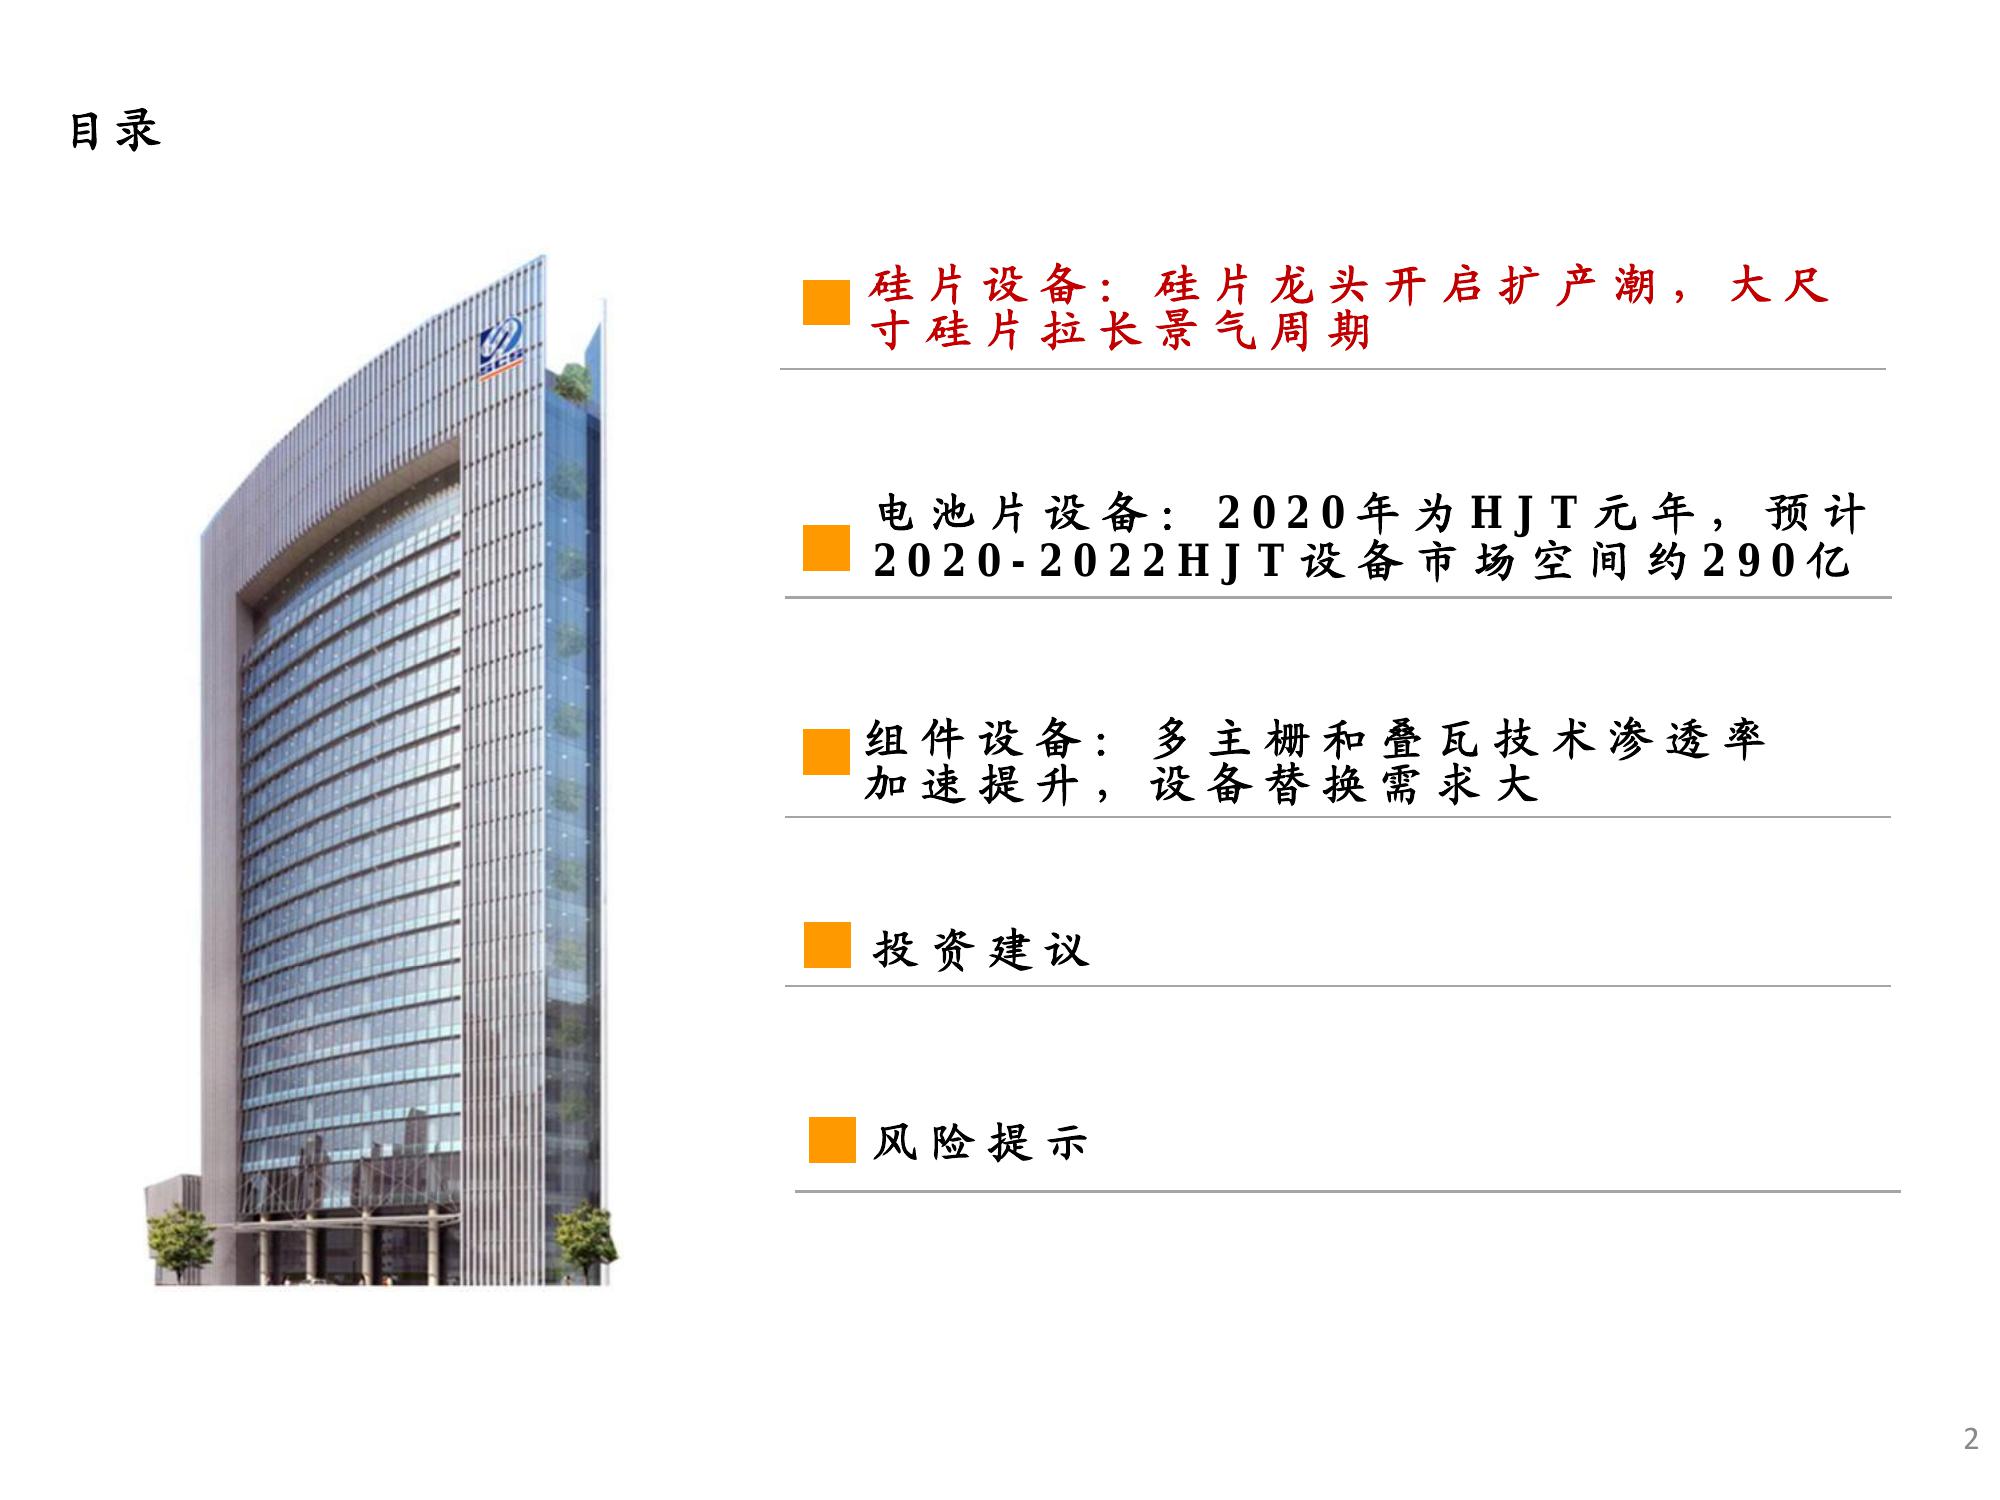 目录
硅片设备：硅片龙头开启扩产潮，大尺
寸硅片拉长景气周期
电池片设备：2020年为HJT元年，预计
2020-2022HJT设备市场空间约290亿
组件设备：多主栅和叠瓦技术渗透率
加速提升，设备替换需求大
投资建议
风险提示
2